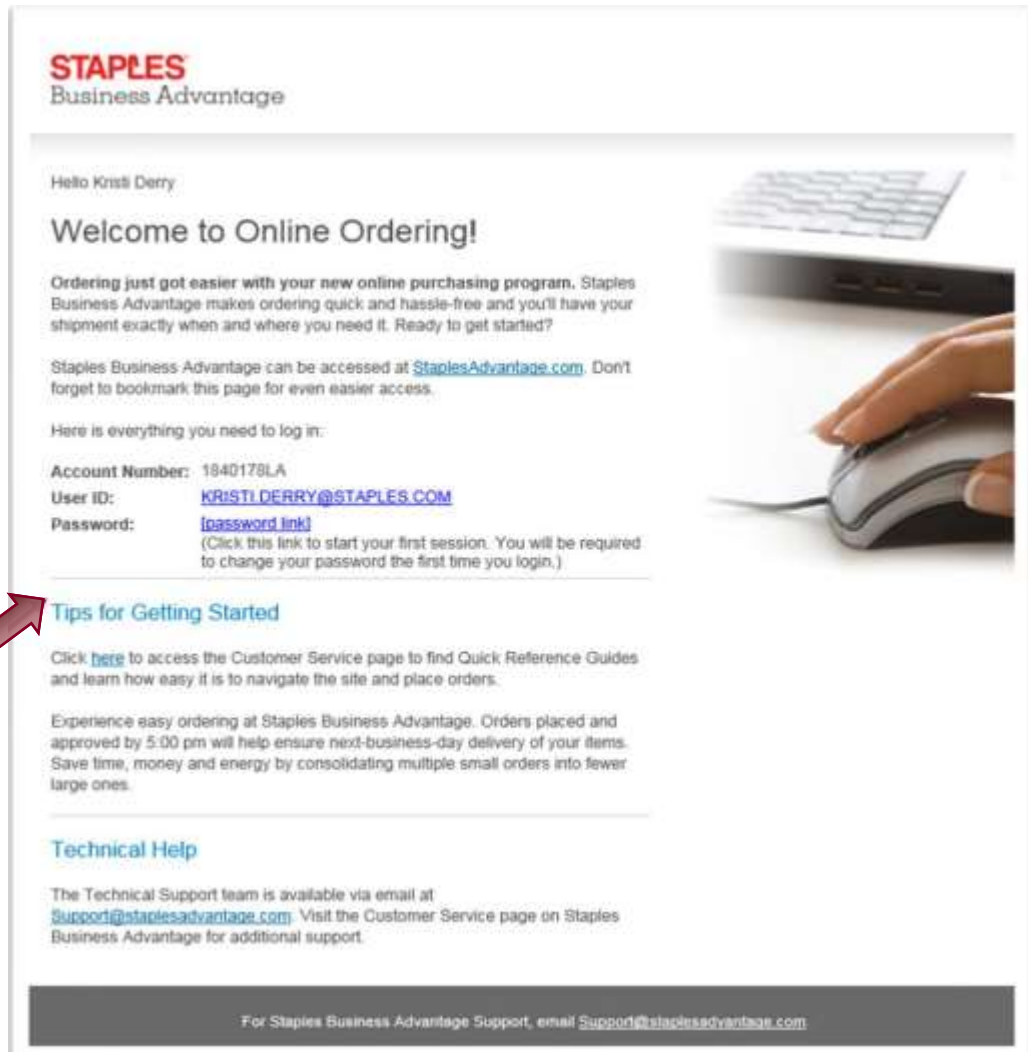 STAPLES
Business Advantage
Hello Kristi Derry
Welcome to Online Ordering!
Ordering just got easier with your new online purchasing program. Staples
Business Advantage makes ordering quick and hassle-free and you'll have your
shipment exactly when and where you need it. Ready to get started?
Staples Business Advantage can be accessed at StaplesAdvantage.com. Don't
forget to bookmark this page for even easier access.
Here is everything you need to log in:
Account Number: 1840178LA
User ID: KRISTI.DERRY@STAPLES.COM
Password: [password link]
(Click this link to start your first session. You will be required
to change your password the first time you login.)
Tips for Getting Started
Click here to access the Customer Service page to find Quick Reference Guides
and learn how easy it is to navigate the site and place orders.
Experience easy ordering at Staples Business Advantage. Orders placed and
approved by 5:00 pm will help ensure next-business-day delivery of your items.
Save time, money and energy by consolidating multiple small orders into fewer
large ones.
Technical Help
The Technical Support team is available via email at
Support@staplesadvantage.com. Visit the Customer Service page on Staples
Business Advantage for additional support.
For Staples Business Advantage Support, email Support@staplesadvantage.com